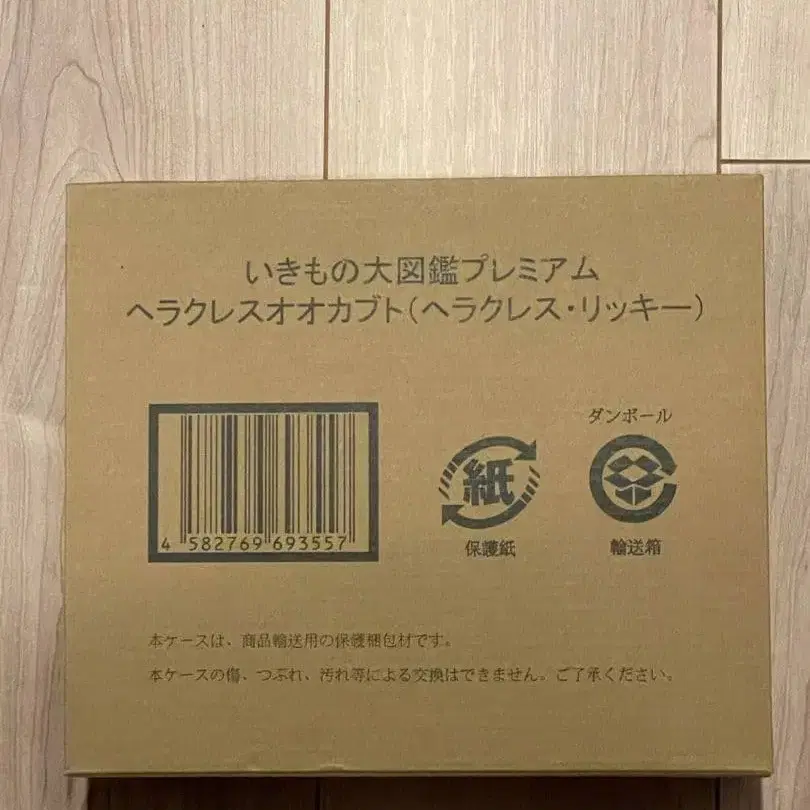 いきもの大図鑑プレミアム
ヘラクレスオオカブト(ヘラクレス・リッキー)
ダンボール
紙
4 582769 693557
保護紙
輸送箱
本ケースは、商品輸送用の保護梱包材です。
本ケースの傷、つぶれ、汚れ等による交換はできません。ご了承ください。